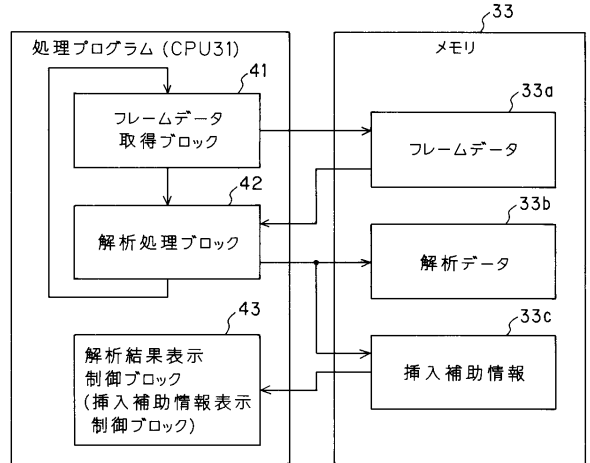 33
処理プログラム (CPU31)
メモリ
41
フレームデータ
取得ブロック
33a
フレームデータ
42
解析処理ブロック
33b
解析データ
43
解析結果表示
制御ブロック
(挿入補助情報表示
制御ブロック)
33c
挿入補助情報